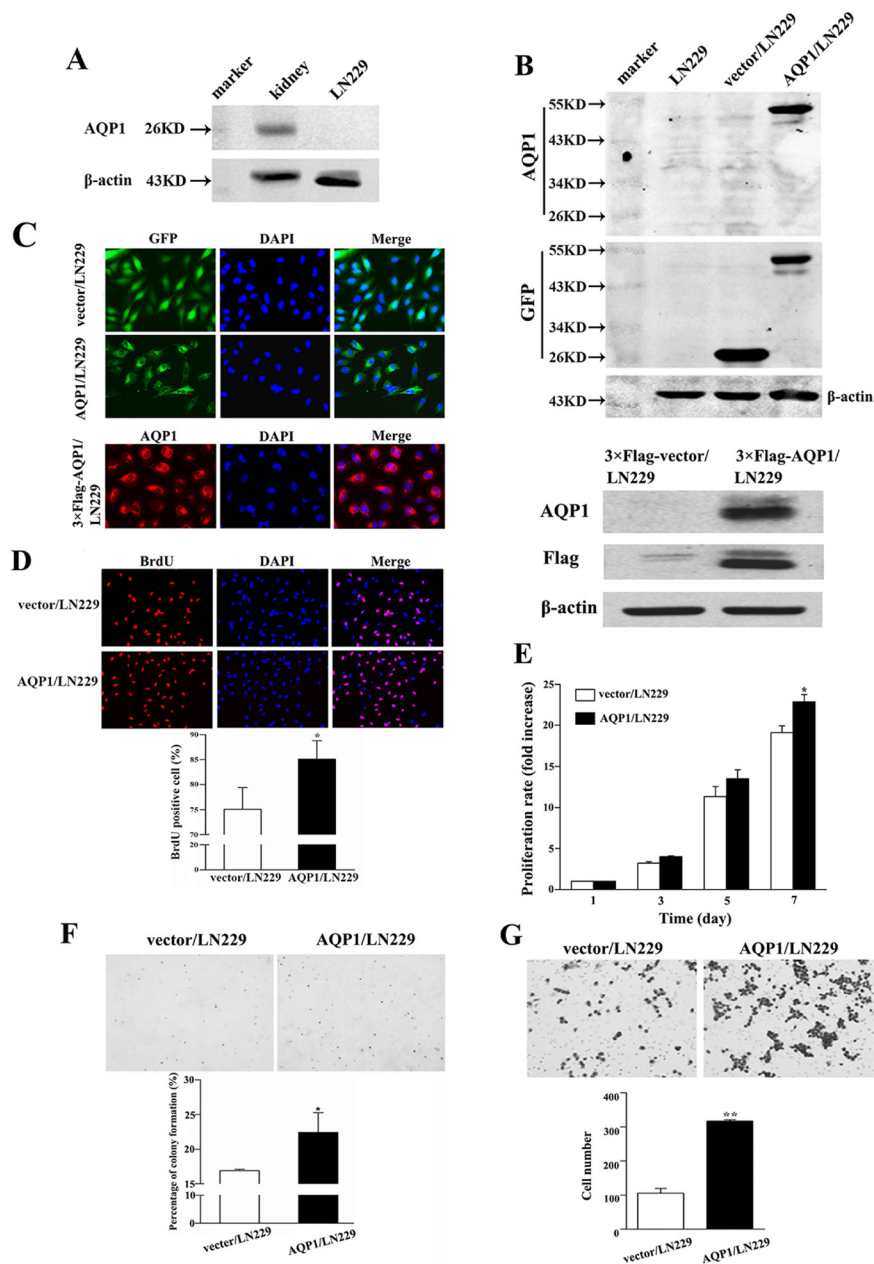 A
marker
kidney
LN229
AQP1 26KD→
β-actin 43KD→
B
marker
LN229
vector/LN229
AQP1/LN229
AQP1
55KD→
43KD→
34KD→
26KD→
GFP
55KD→
43KD→
34KD→
26KD→
43KD→
β-actin
3×Flag-vector/
LN229
3×Flag-AQP1/
LN229
AQP1
Flag
β-actin
C
GFP DAPI Merge
vector/LN229
AQP1/LN229
AQP1 DAPI Merge
3×Flag-AQP1/
LN229
D
BrdU DAPI Merge
vector/LN229
AQP1/LN229
BrdU positive cell (%)
90
85
80
75
70
20
0
*
vector/LN229 AQP1/LN229
E
Proliferation rate (fold increase)
25
20
15
10
5
0
vector/LN229
AQP1/LN229
*
1 3 5 7
Time (day)
F
vector/LN229 AQP1/LN229
Percentage of colony formation (%)
30
25
20
15
10
0
*
vecter/LN229 AQP1/LN229
G
vector/LN229 AQP1/LN229
Cell number
400
300
200
100
0
**
vector/LN229 AQP1/LN229